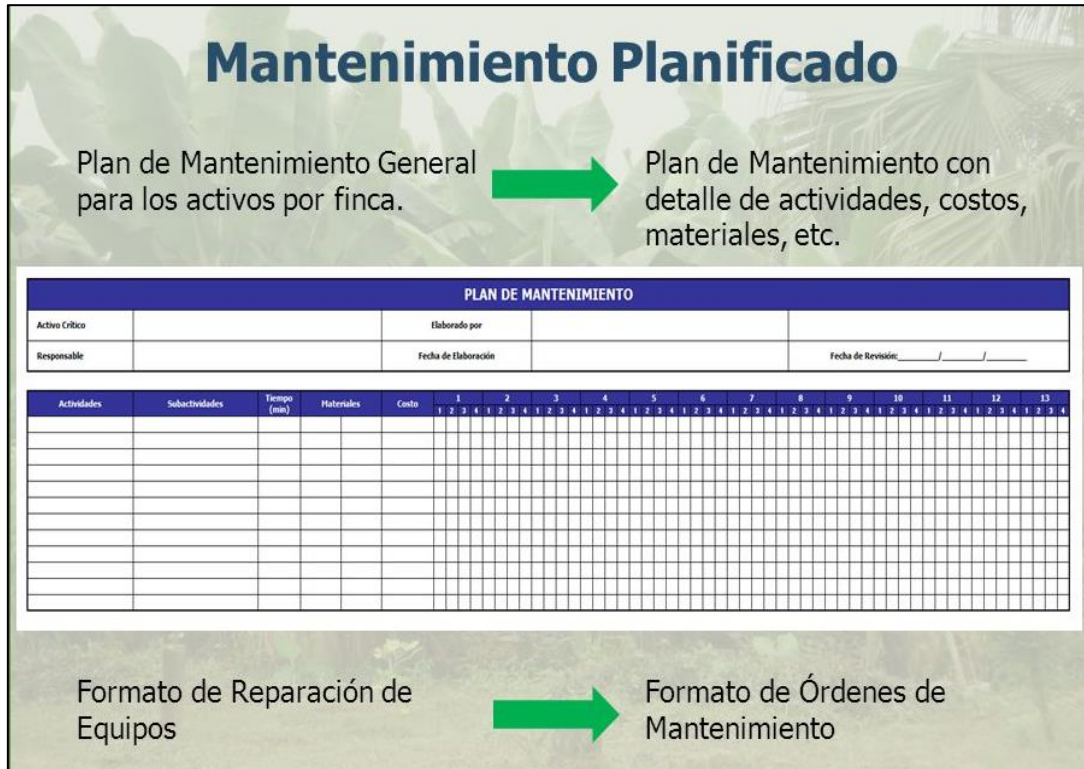 Mantenimiento Planificado
Plan de Mantenimiento General
para los activos por finca.
Plan de Mantenimiento con
detalle de actividades, costos,
materiales, etc.
PLAN DE MANTENIMIENTO
Activo Crítico Elaborado por
Responsable Fecha de Elaboración Fecha de Revisión:_______/_______/_______
Actividades Subactividades Tiempo (min) Materiales Costo 1 2 3 4 5 6 7 8 9 10 11 12 13
1 2 3 4 1 2 3 4 1 2 3 4 1 2 3 4 1 2 3 4 1 2 3 4 1 2 3 4 1 2 3 4 1 2 3 4 1 2 3 4 1 2 3 4 1 2 3 4 1 2 3 4
Formato de Reparación de
Equipos
Formato de Órdenes de
Mantenimiento